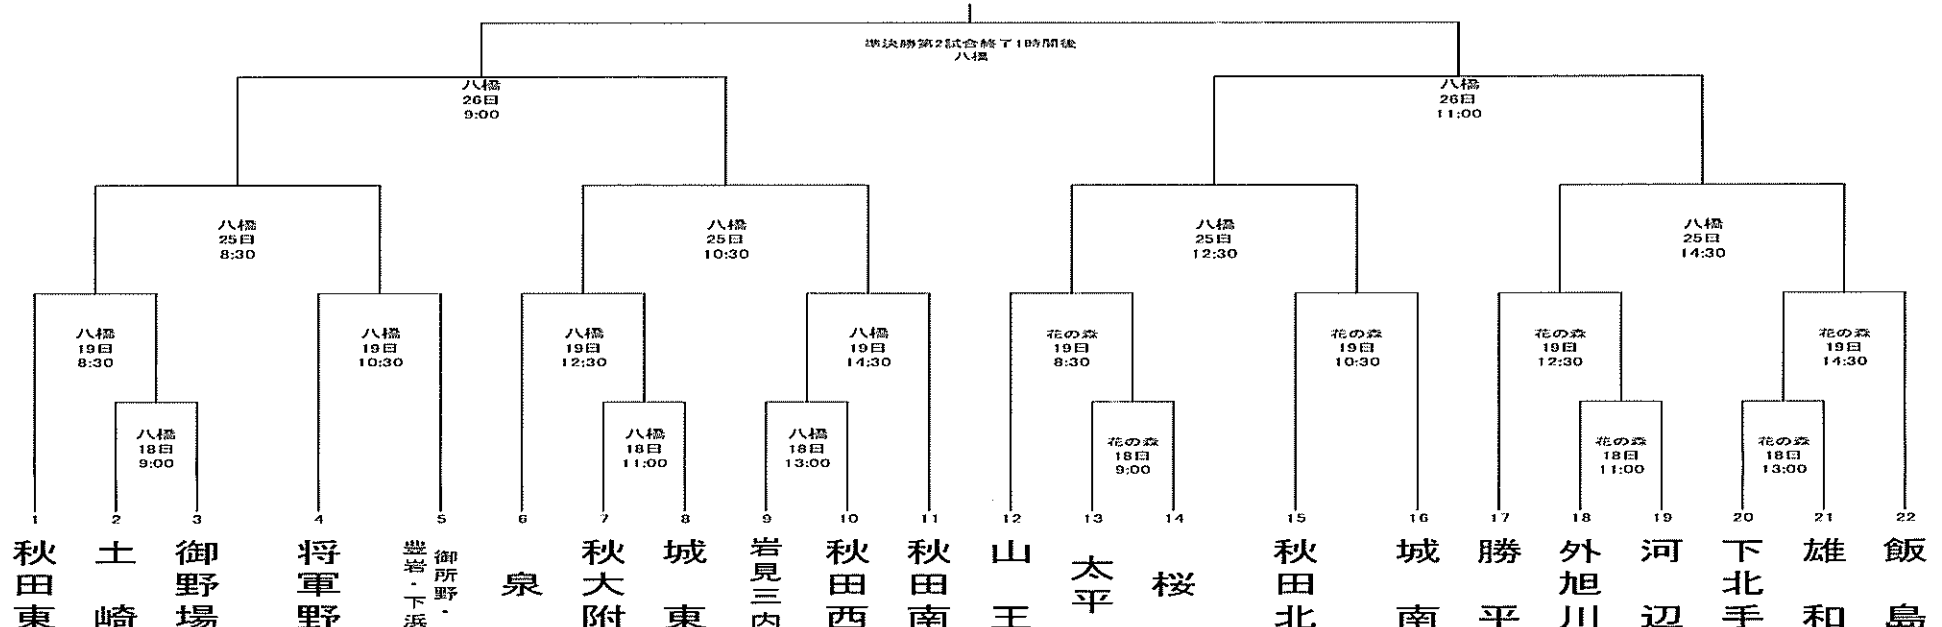 準決勝第2試合終了1時間後
八橋
八橋
26日
9:00
八橋
26日
11:00
八橋
25日
8:30
八橋
25日
10:30
八橋
25日
12:30
八橋
25日
14:30
八橋
19日
8:30
八橋
19日
10:30
八橋
19日
12:30
八橋
19日
14:30
花の森
19日
8:30
花の森
19日
10:30
花の森
19日
12:30
花の森
19日
14:30
八橋
18日
9:00
八橋
18日
11:00
八橋
18日
13:00
花の森
18日
9:00
花の森
18日
11:00
花の森
18日
13:00
1
秋田東
2
土崎
3
御野場
4
将軍野
5
御所野・
豊岩・下浜
6
泉
7
秋大附
8
城東
9
岩見三内
10
秋田西
11
秋田南
12
山王
13
太平
14
桜
15
秋田北
16
城南
17
勝平
18
外旭川
19
河辺
20
下北手
21
雄和
22
飯島